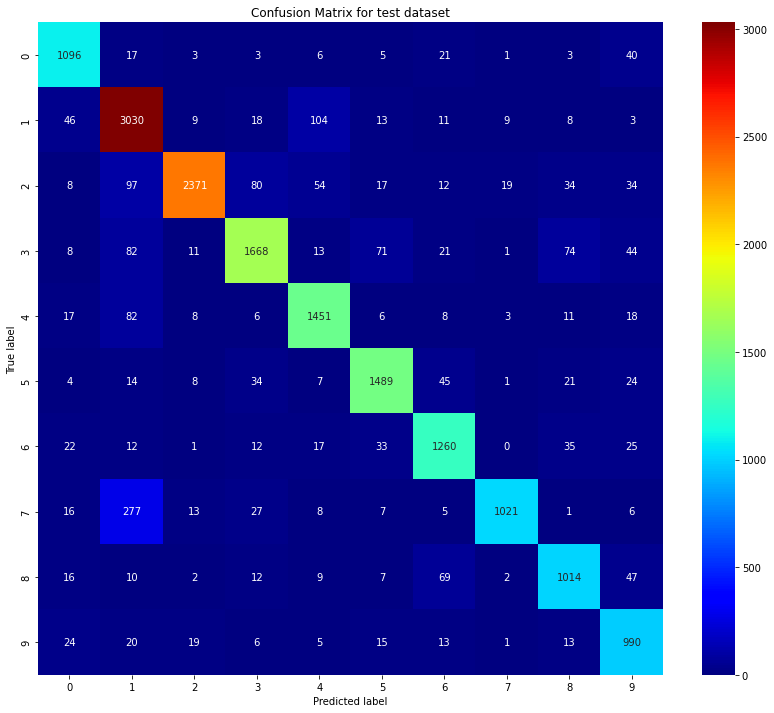 Confusion Matrix for test dataset
0 1096 17 3 3 6 5 21 1 3 40
1 46 3030 9 18 104 13 11 9 8 3
2 8 97 2371 80 54 17 12 19 34 34
3 8 82 11 1668 13 71 21 1 74 44
4 17 82 8 6 1451 6 8 3 11 18
5 4 14 8 34 7 1489 45 1 21 24
6 22 12 1 12 17 33 1260 0 35 25
7 16 277 13 27 8 7 5 1021 1 6
8 16 10 2 12 9 7 69 2 1014 47
9 24 20 19 6 5 15 13 1 13 990
0 1 2 3 4 5 6 7 8 9
Predicted label
True label
3000
2500
2000
1500
1000
500
0